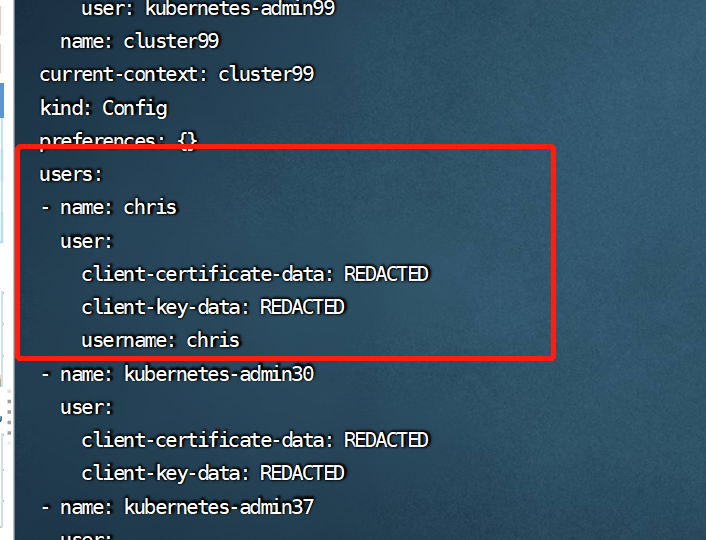 user: kubernetes-admin99
name: cluster99
current-context: cluster99
kind: Config
preferences: {}
users:
- name: chris
user:
client-certificate-data: REDACTED
client-key-data: REDACTED
username: chris
- name: kubernetes-admin30
user:
client-certificate-data: REDACTED
client-key-data: REDACTED
- name: kubernetes-admin37
user: